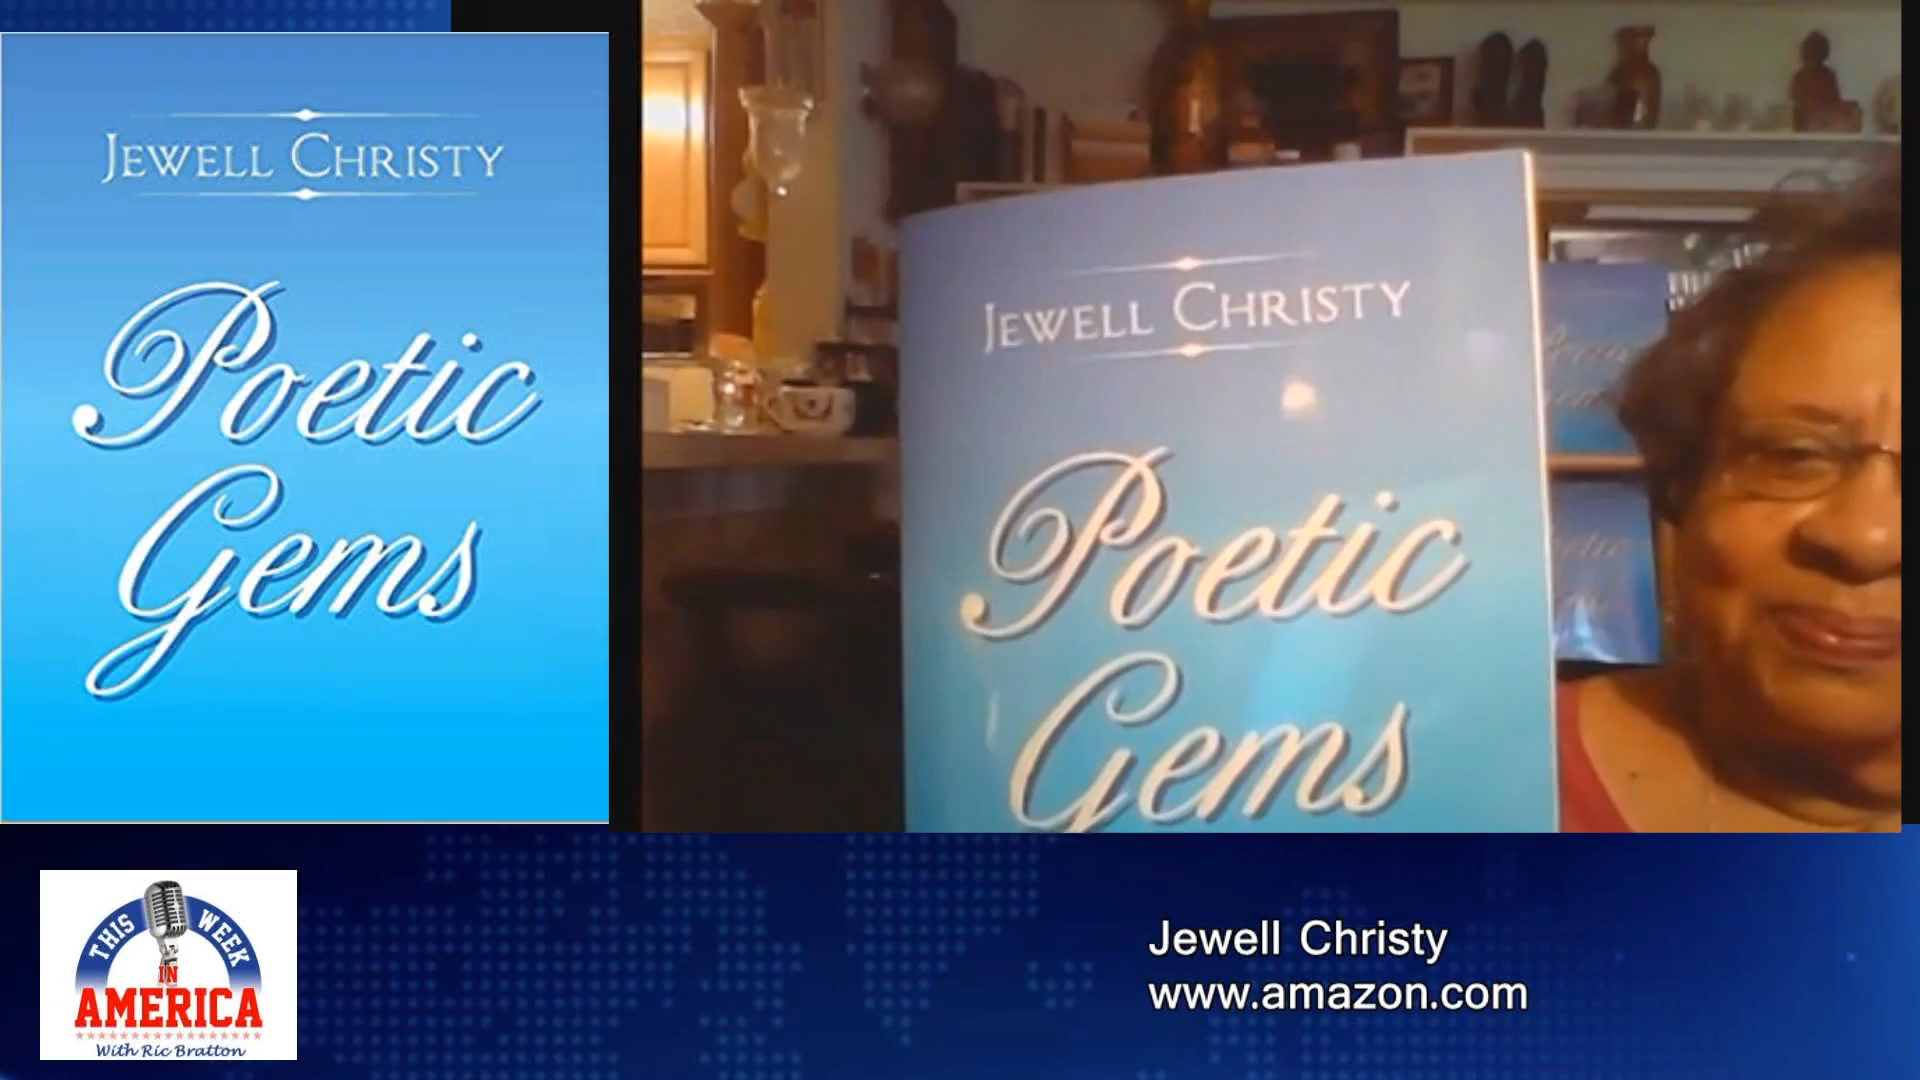 JEWELL CHRISTY
Poetic
Gems
JEWELL CHRISTY
Poetic
Gems
THIS WEEK
IN
AMERICA
With Ric Bratton
Jewell Christy
www.amazon.com